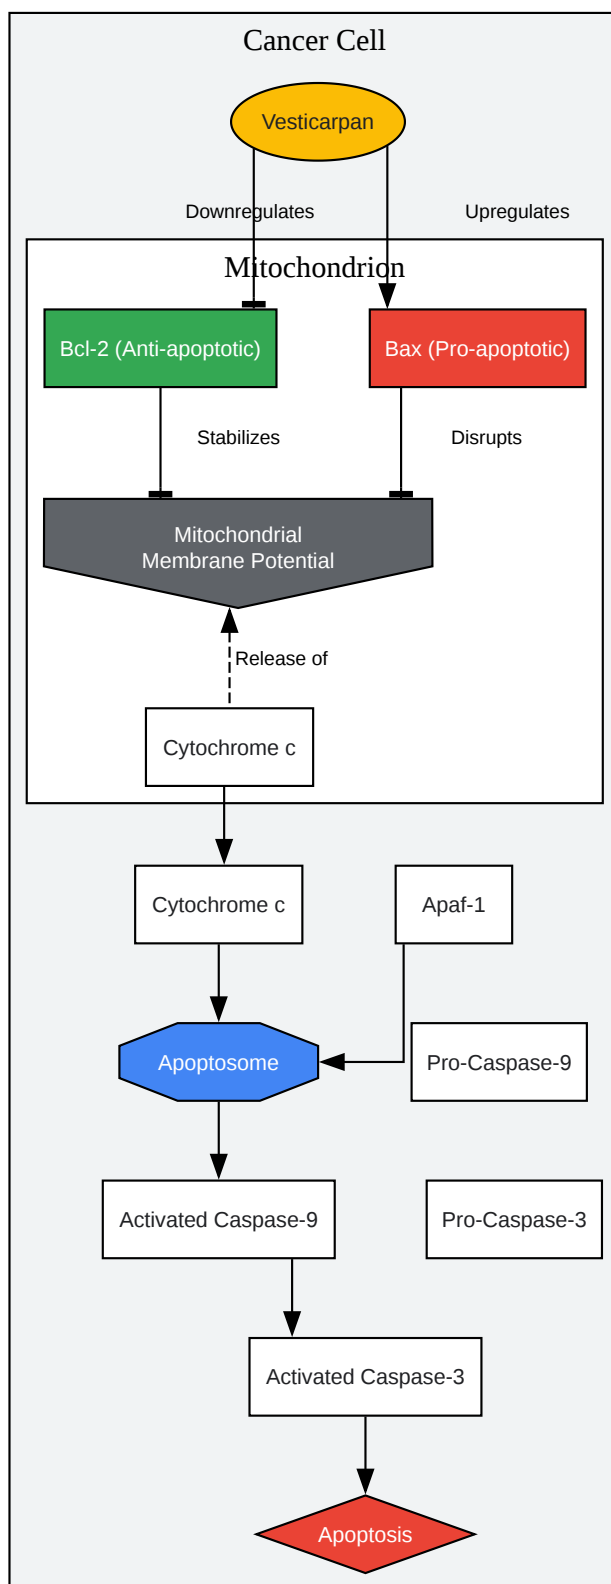 Cancer Cell
Vesticarpan
Downregulates
Upregulates
Mitochondrion
Bcl-2 (Anti-apoptotic)
Bax (Pro-apoptotic)
Stabilizes
Disrupts
Mitochondrial
Membrane Potential
Release of
Cytochrome c
Cytochrome c
Apaf-1
Apoptosome
Pro-Caspase-9
Activated Caspase-9
Pro-Caspase-3
Activated Caspase-3
Apoptosis